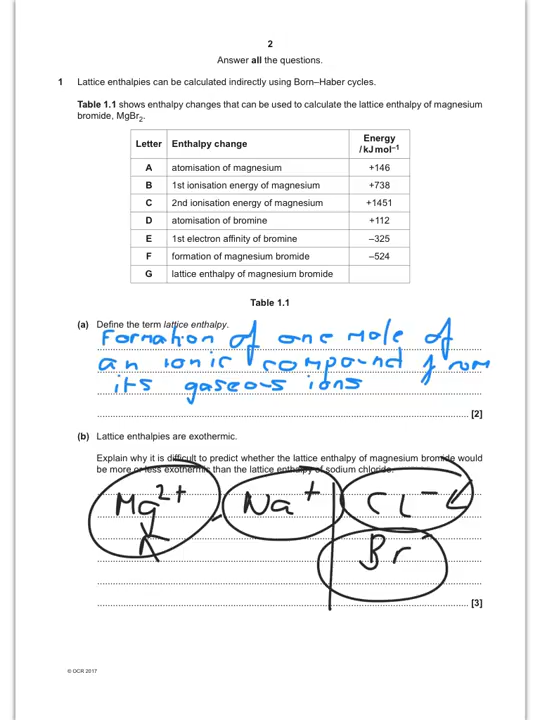 2
Answer all the questions.
1 Lattice enthalpies can be calculated indirectly using Born–Haber cycles.
Table 1.1 shows enthalpy changes that can be used to calculate the lattice enthalpy of magnesium
bromide, MgBr₂.
Letter Enthalpy change Energy / kJ mol⁻¹
A atomisation of magnesium +146
B 1st ionisation energy of magnesium +738
C 2nd ionisation energy of magnesium +1451
D atomisation of bromine +112
E 1st electron affinity of bromine –325
F formation of magnesium bromide –524
G lattice enthalpy of magnesium bromide
Table 1.1
(a) Define the term lattice enthalpy.
Formation of one mole of
an ionic compound from
its gaseous ions
[2]
(b) Lattice enthalpies are exothermic.
Explain why it is difficult to predict whether the lattice enthalpy of magnesium bromide would
be more or less exothermic than the lattice enthalpy of sodium chloride.
Mg²⁺ Na⁺ Cl⁻
Br⁻
[3]
© OCR 2017